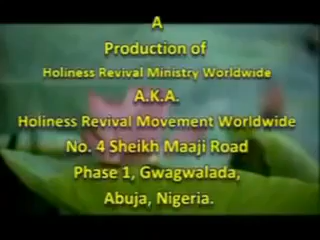 A
Production of
Holiness Revival Ministry Worldwide
A.K.A.
Holiness Revival Movement Worldwide
No. 4 Sheikh Maaji Road
Phase 1, Gwagwalada,
Abuja, Nigeria.